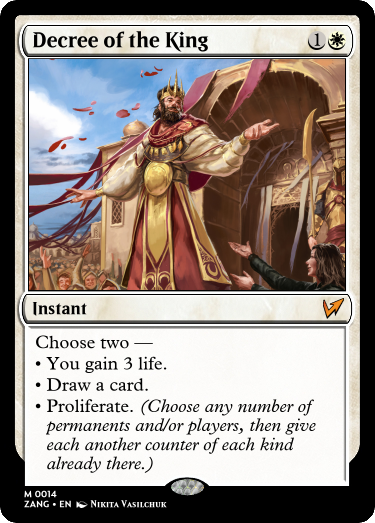 Decree of the King 1
Instant
Choose two —
• You gain 3 life.
• Draw a card.
• Proliferate. (Choose any number of
permanents and/or players, then give
each another counter of each kind
already there.)
M 0014
ZANG • EN Nikita Vasilchuk